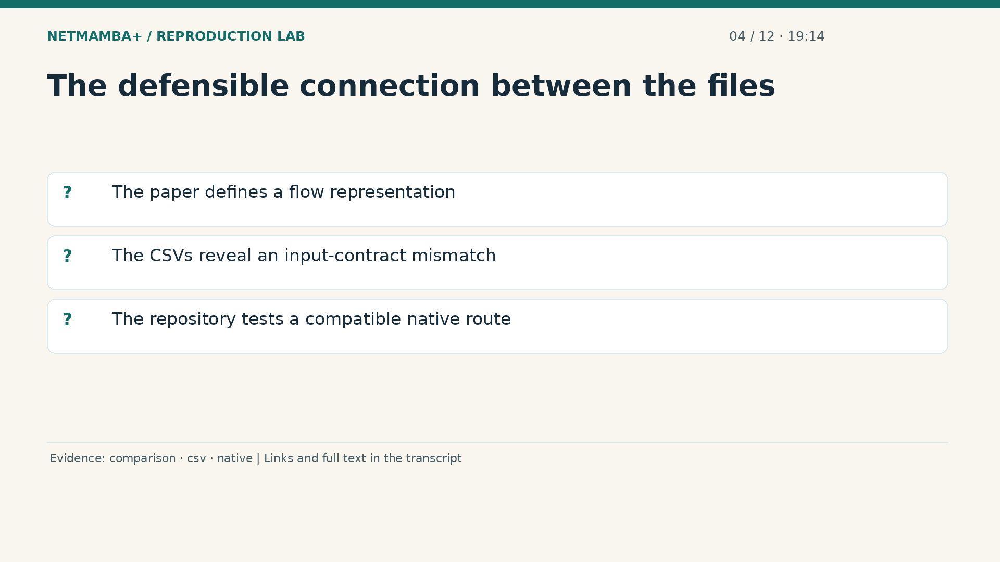 NETMAMBA+ / REPRODUCTION LAB
04 / 12 · 19:14
The defensible connection between the files
? The paper defines a flow representation
? The CSVs reveal an input-contract mismatch
? The repository tests a compatible native route
Evidence: comparison · csv · native | Links and full text in the transcript